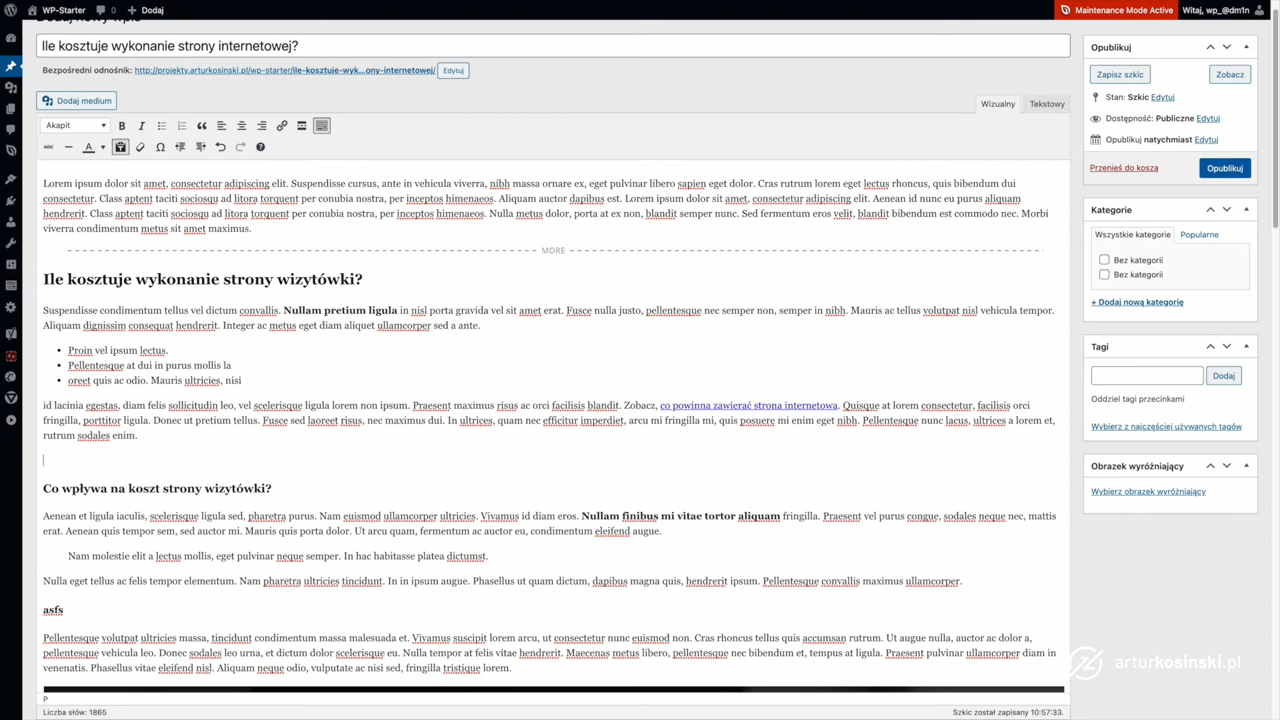 WP-Starter 0 Dodaj Maintenance Mode Active Witaj, wp_@dm1n
Ile kosztuje wykonanie strony internetowej?
Bezpośredni odnośnik: http://projekty.arturkosinski.pl/wp-starter/ile-kosztuje-wyk...ony-internetowej/ Edytuj
Dodaj medium
Wizualny Tekstowy
Akapit
ABC
Lorem ipsum dolor sit amet, consectetur adipiscing elit. Suspendisse cursus, ante in vehicula viverra, nibh massa ornare ex, eget pulvinar libero sapien eget dolor. Cras rutrum lorem eget lectus rhoncus, quis bibendum dui
consectetur. Class aptent taciti sociosqu ad litora torquent per conubia nostra, per inceptos himenaeos. Aliquam auctor dapibus est. Lorem ipsum dolor sit amet, consectetur adipiscing elit. Aenean id nunc eu purus aliquam
hendrerit. Class aptent taciti sociosqu ad litora torquent per conubia nostra, per inceptos himenaeos. Nulla metus dolor, porta at ex non, blandit semper nunc. Sed fermentum eros velit, blandit bibendum est commodo nec. Morbi
viverra condimentum metus sit amet maximus.
MORE
Ile kosztuje wykonanie strony wizytówki?
Suspendisse condimentum tellus vel dictum convallis. Nullam pretium ligula in nisl porta gravida vel sit amet erat. Fusce nulla justo, pellentesque nec semper non, semper in nibh. Mauris ac tellus volutpat nisl vehicula tempor.
Aliquam dignissim consequat hendrerit. Integer ac metus eget diam aliquet ullamcorper sed a ante.
Proin vel ipsum lectus.
Pellentesque at dui in purus mollis la
oreet quis ac odio. Mauris ultricies, nisi
id lacinia egestas, diam felis sollicitudin leo, vel scelerisque ligula lorem non ipsum. Praesent maximus risus ac orci facilisis blandit. Zobacz, co powinna zawierać strona internetowa. Quisque at lorem consectetur, facilisis orci
fringilla, porttitor ligula. Donec ut pretium tellus. Fusce sed laoreet risus, nec maximus dui. In ultrices, quam nec efficitur imperdiet, arcu mi fringilla mi, quis posuere mi enim eget nibh. Pellentesque nunc lacus, ultrices a lorem et,
rutrum sodales enim.
Co wpływa na koszt strony wizytówki?
Aenean et ligula iaculis, scelerisque ligula sed, pharetra purus. Nam euismod ullamcorper ultricies. Vivamus id diam eros. Nullam finibus mi vitae tortor aliquam fringilla. Praesent vel purus congue, sodales neque nec, mattis
erat. Aenean quis tempor sem, sed auctor mi. Mauris quis porta dolor. Ut arcu quam, fermentum ac auctor eu, condimentum eleifend augue.
Nam molestie elit a lectus mollis, eget pulvinar neque semper. In hac habitasse platea dictumst.
Nulla eget tellus ac felis tempor elementum. Nam pharetra ultricies tincidunt. In in ipsum augue. Phasellus ut quam dictum, dapibus magna quis, hendrerit ipsum. Pellentesque convallis maximus ullamcorper.
asfs
Pellentesque volutpat ultricies massa, tincidunt condimentum massa malesuada et. Vivamus suscipit lorem arcu, ut consectetur nunc euismod non. Cras rhoncus tellus quis accumsan rutrum. Ut augue nulla, auctor ac dolor a,
pellentesque vehicula leo. Donec sodales leo urna, et dictum dolor scelerisque eu. Nulla tempor at felis vitae hendrerit. Maecenas metus libero, pellentesque nec bibendum et, tempus at ligula. Praesent pulvinar ullamcorper diam in
venenatis. Phasellus vitae eleifend nisl. Aliquam neque odio, vulputate ac nisi sed, fringilla tristique lorem.
P
Liczba słów: 1865 Szkic został zapisany 10:57:33.
Opublikuj
Zapisz szkic Zobacz
Stan: Szkic Edytuj
Dostępność: Publiczne Edytuj
Opublikuj natychmiast Edytuj
Przenieś do kosza Opublikuj
Kategorie
Wszystkie kategorie Popularne
Bez kategorii
Bez kategorii
+ Dodaj nową kategorię
Tagi
Dodaj
Oddziel tagi przecinkami
Wybierz z najczęściej używanych tagów
Obrazek wyróżniający
Wybierz obrazek wyróżniający
arturkosinski.pl